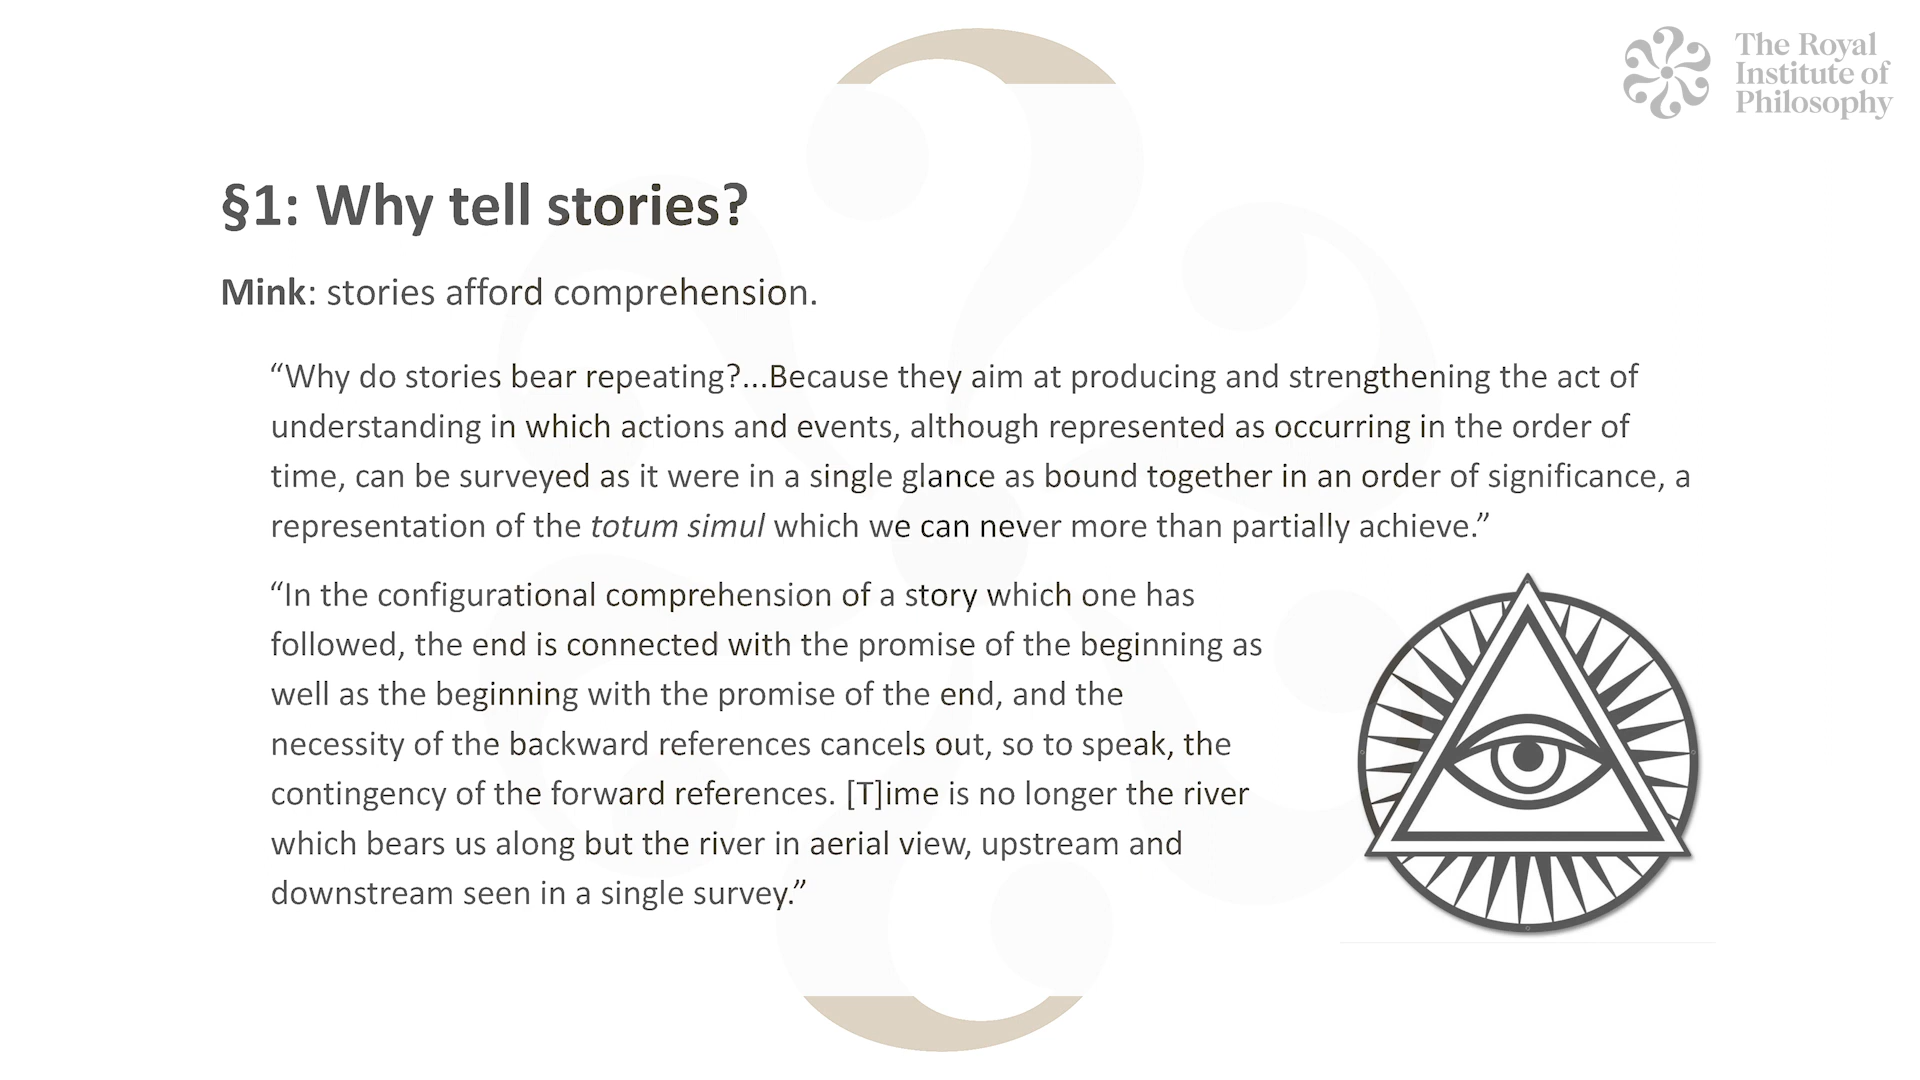 The Royal
Institute of
Philosophy
§1: Why tell stories?
Mink: stories afford comprehension.
“Why do stories bear repeating?...Because they aim at producing and strengthening the act of
understanding in which actions and events, although represented as occurring in the order of
time, can be surveyed as it were in a single glance as bound together in an order of significance, a
representation of the totum simul which we can never more than partially achieve.”
“In the configurational comprehension of a story which one has
followed, the end is connected with the promise of the beginning as
well as the beginning with the promise of the end, and the
necessity of the backward references cancels out, so to speak, the
contingency of the forward references. [T]ime is no longer the river
which bears us along but the river in aerial view, upstream and
downstream seen in a single survey.”